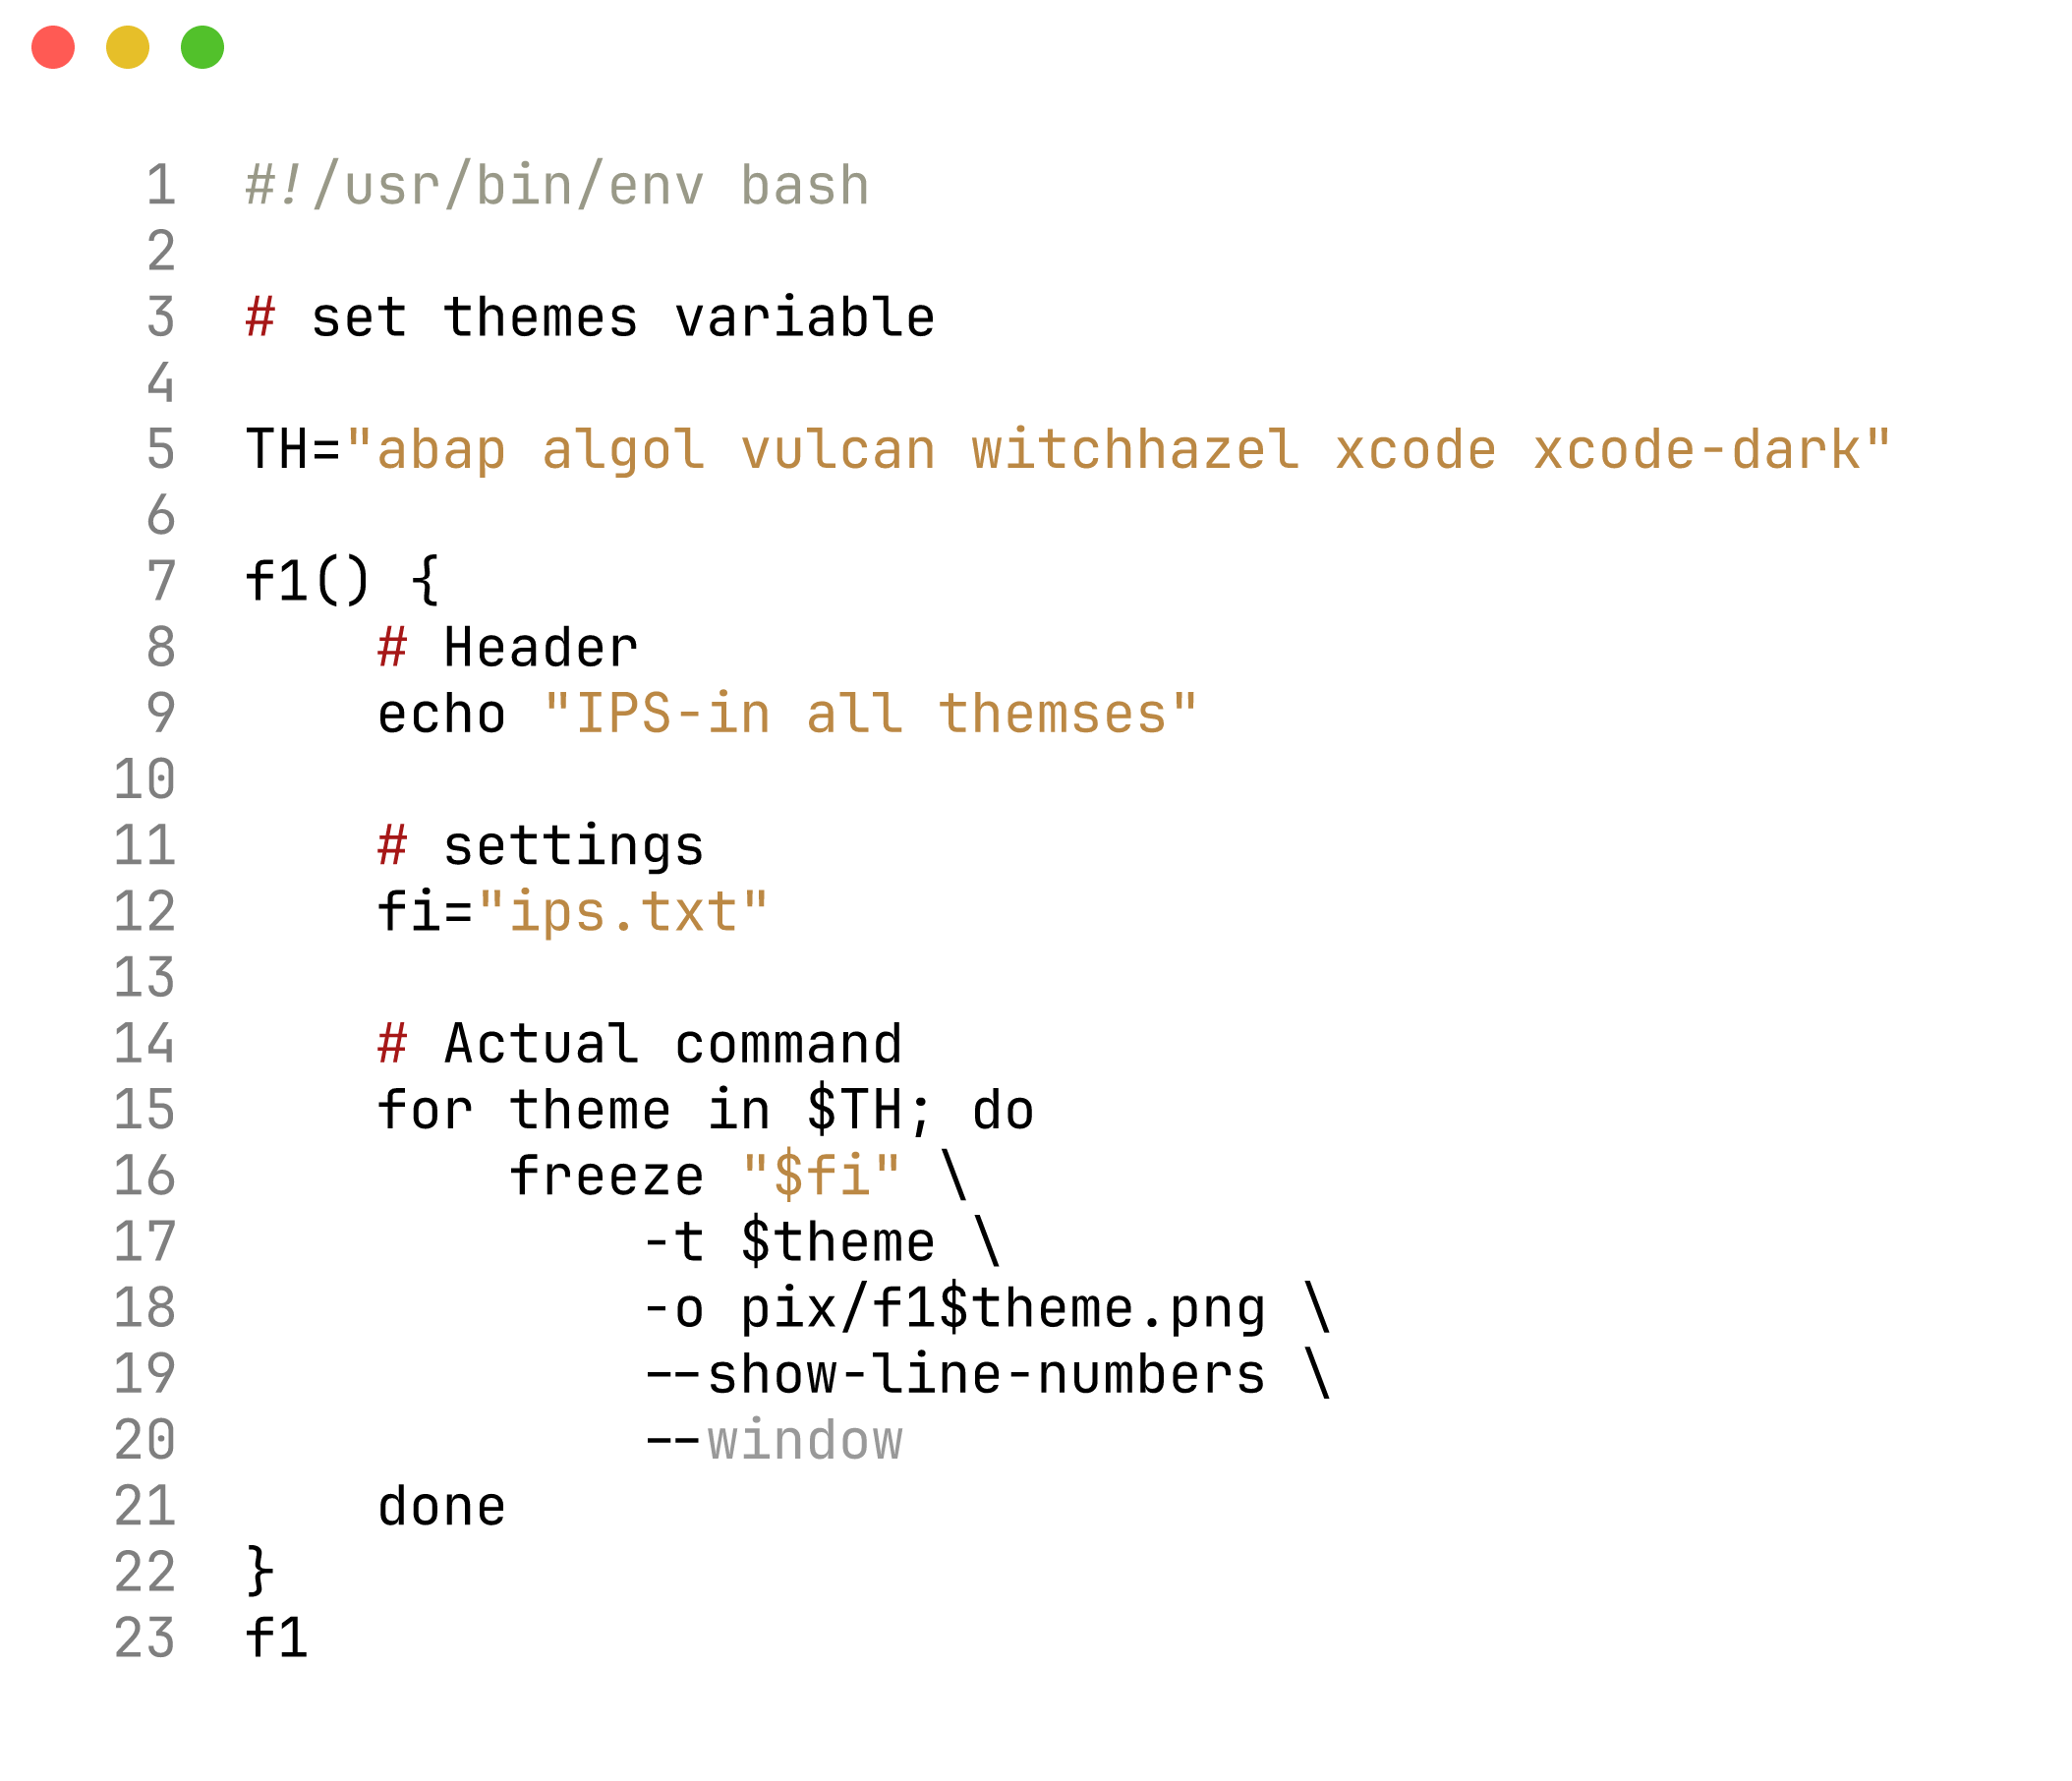 1 #!/usr/bin/env bash
2
3 # set themes variable
4
5 TH="abap algol vulcan witchhazel xcode xcode-dark"
6
7 f1() {
8     # Header
9     echo "IPS-in all themses"
10
11     # settings
12     fi="ips.txt"
13
14     # Actual command
15     for theme in $TH; do
16         freeze "$fi" \
17             -t $theme \
18             -o pix/f1$theme.png \
19             --show-line-numbers \
20             --window
21     done
22 }
23 f1